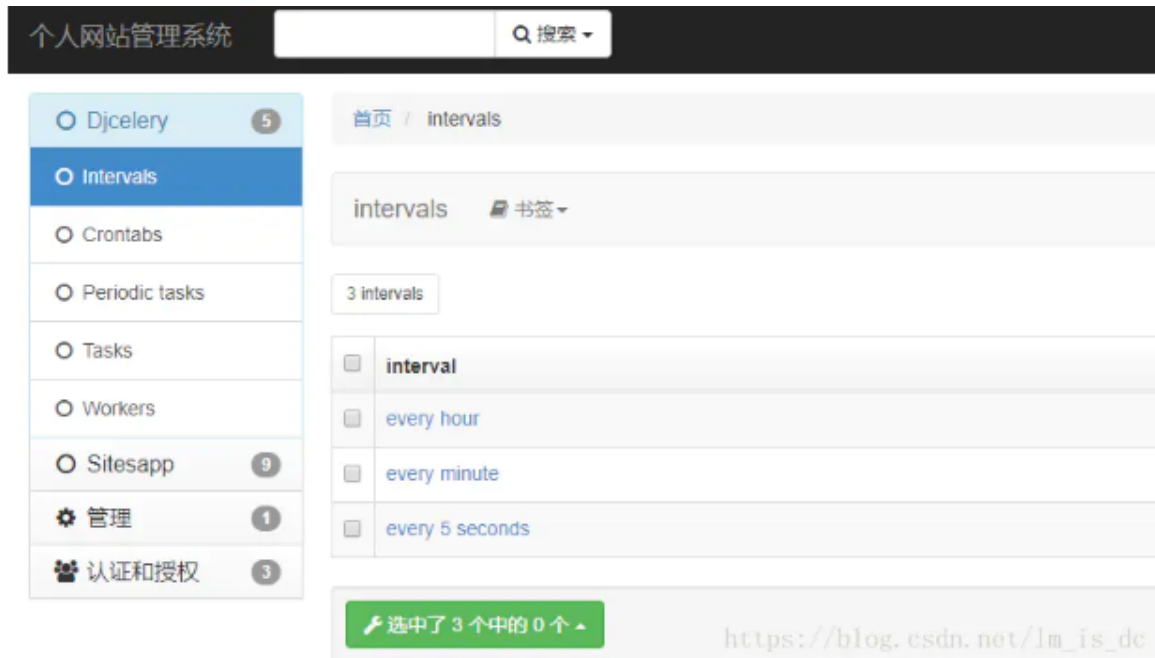 个人网站管理系统 搜索
Djcelery 5
Intervals
Crontabs
Periodic tasks
Tasks
Workers
Sitesapp 9
管理 1
认证和授权 3
首页 / intervals
intervals 书签
3 intervals
interval
every hour
every minute
every 5 seconds
选中了 3 个中的 0 个
https://blog.csdn.net/lm_is_dc